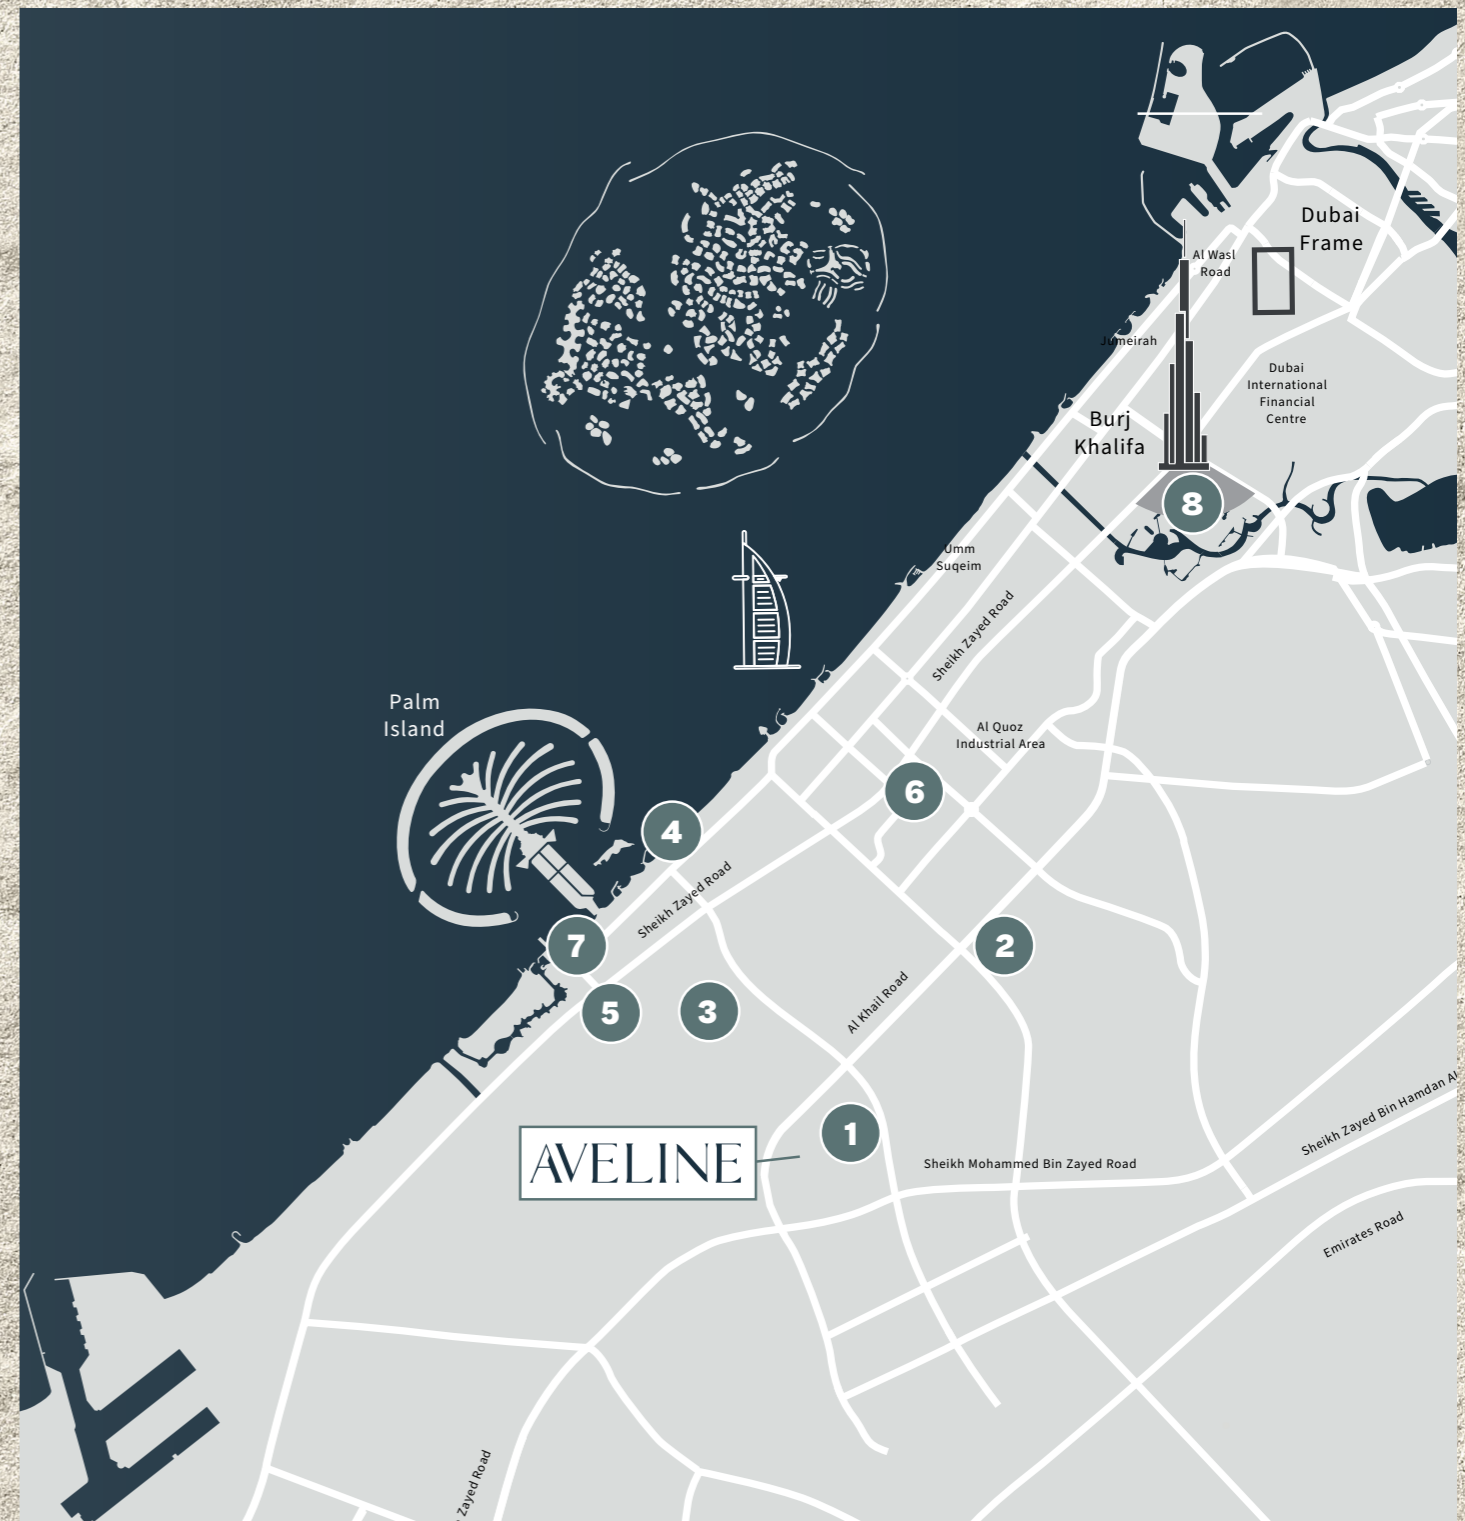 Dubai
Frame
Al Wasl
Road
Jumeirah
Dubai
International
Financial
Centre
Burj
Khalifa
8
Umm
Suqeim
Sheikh Zayed Road
Palm
Island
Al Quoz
Industrial Area
6
4
Sheikh Zayed Road
7
2
5
3
Al Khail Road
1
AVELINE
Sheikh Mohammed Bin Zayed Road
Sheikh Zayed Bin Hamdan Al
Emirates Road
Zayed Road